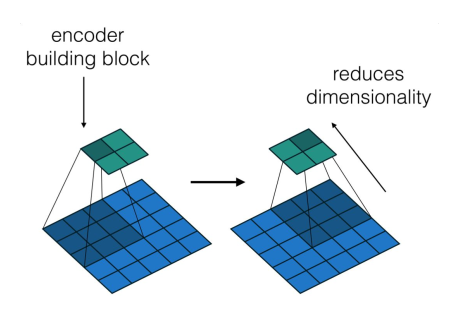 encoder
building block
reduces
dimensionality